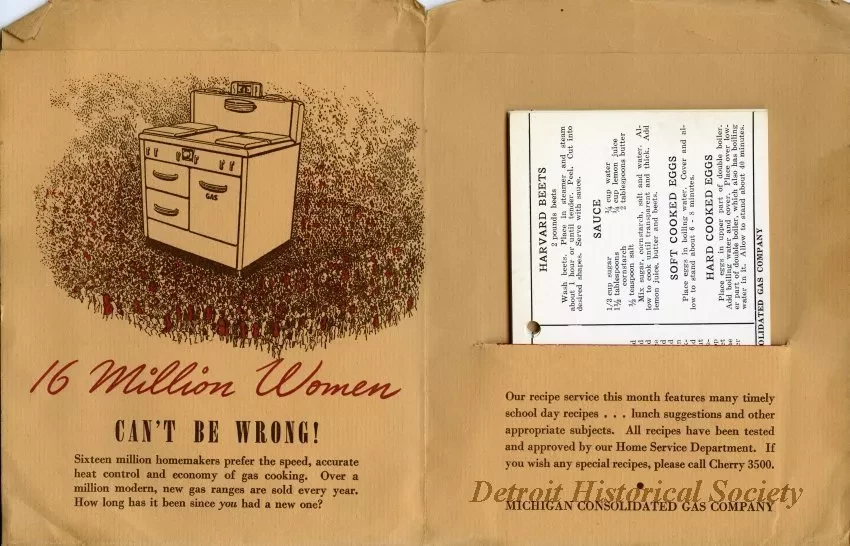 GAS
16 Million Women
CAN'T BE WRONG!
Sixteen million homemakers prefer the speed, accurate
heat control and economy of gas cooking. Over a
million modern, new gas ranges are sold every year.
How long has it been since you had a new one?
HARVARD BEETS
2 pounds beets
Wash beets. Place in steamer and steam
about 1 hour or until tender. Peel. Cut into
desired shapes. Serve with sauce.
SAUCE
1/3 cup sugar
1½ tablespoons
cornstarch
½ teaspoon salt
¼ cup water
¼ cup lemon juice
2 tablespoons butter
Mix sugar, cornstarch, salt and water. Al-
low to cook until transparent and thick. Add
lemon juice, butter and beets.
SOFT COOKED EGGS
Place eggs in boiling water. Cover and al-
low to stand about 6 - 8 minutes.
HARD COOKED EGGS
Place eggs in upper part of double boiler.
Add boiling water and cover. Place over low-
er part of double boiler, which also has boiling
water in it. Allow to stand about 40 minutes.
OLIDATED GAS COMPANY
Our recipe service this month features many timely
school day recipes . . . lunch suggestions and other
appropriate subjects. All recipes have been tested
and approved by our Home Service Department. If
you wish any special recipes, please call Cherry 3500.
Detroit Historical Society
MICHIGAN CONSOLIDATED GAS COMPANY